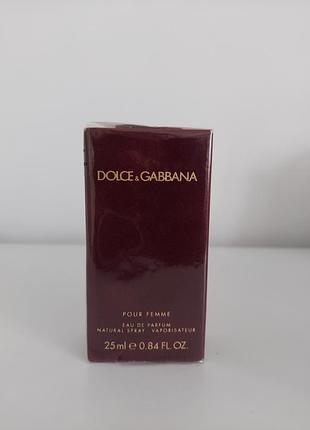 DOLCE & GABBANA
POUR FEMME
EAU DE PARFUM
NATURAL SPRAY VAPORISATEUR
25ml ℮ 0.84 FL.OZ.